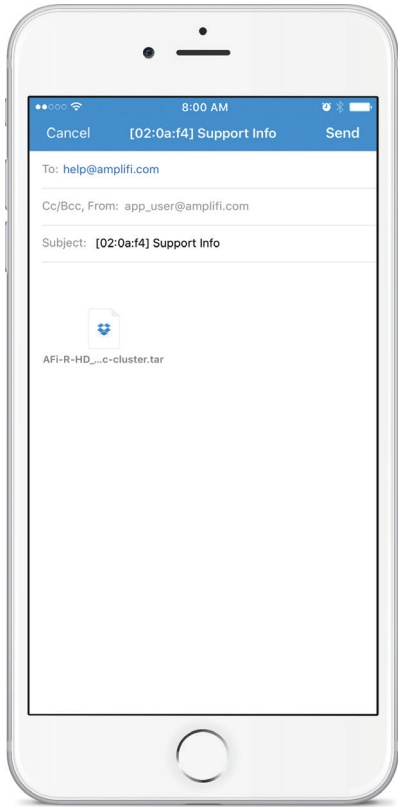 8:00 AM
Cancel [02:0a:f4] Support Info Send
To: help@amplifi.com
Cc/Bcc, From: app_user@amplifi.com
Subject: [02:0a:f4] Support Info
AFi-R-HD_...c-cluster.tar